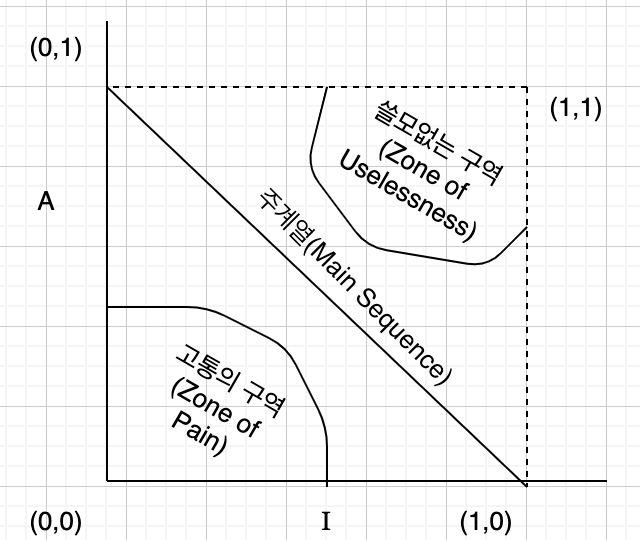 (0,1)
(1,1)
쓸모없는 구역
(Zone of
Uselessness)
A
주계열(Main Sequence)
고통의 구역
(Zone of
Pain)
(0,0)
I
(1,0)